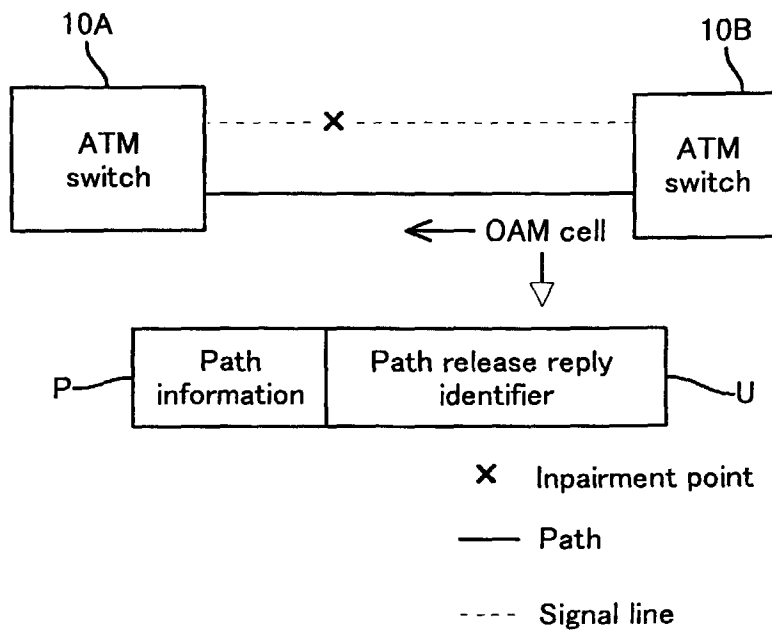 10A
10B
ATM
switch
ATM
switch
OAM cell
P
Path
information
Path release reply
identifier
U
× Inpairment point
Path
Signal line